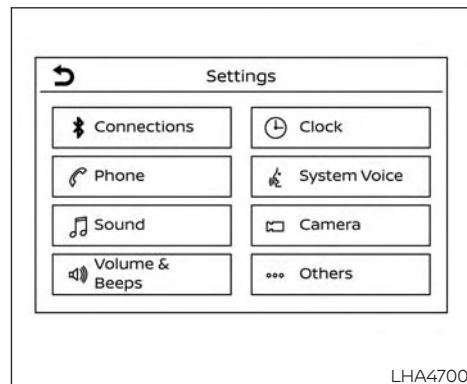 Settings
Connections
Clock
Phone
System Voice
Sound
Camera
Volume &
Beeps
Others
LHA4700